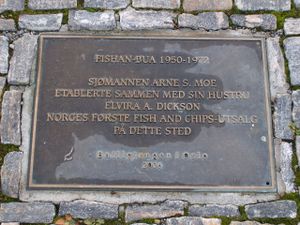 FISHAN-BUA 1950-1972
SJØMANNEN ARNE S. MOE
ETABLERTE SAMMEN MED SIN HUSTRU
ELVIRA A. DICKSON
NORGES FØRSTE FISH AND CHIPS-UTSALG
PÅ DETTE STED